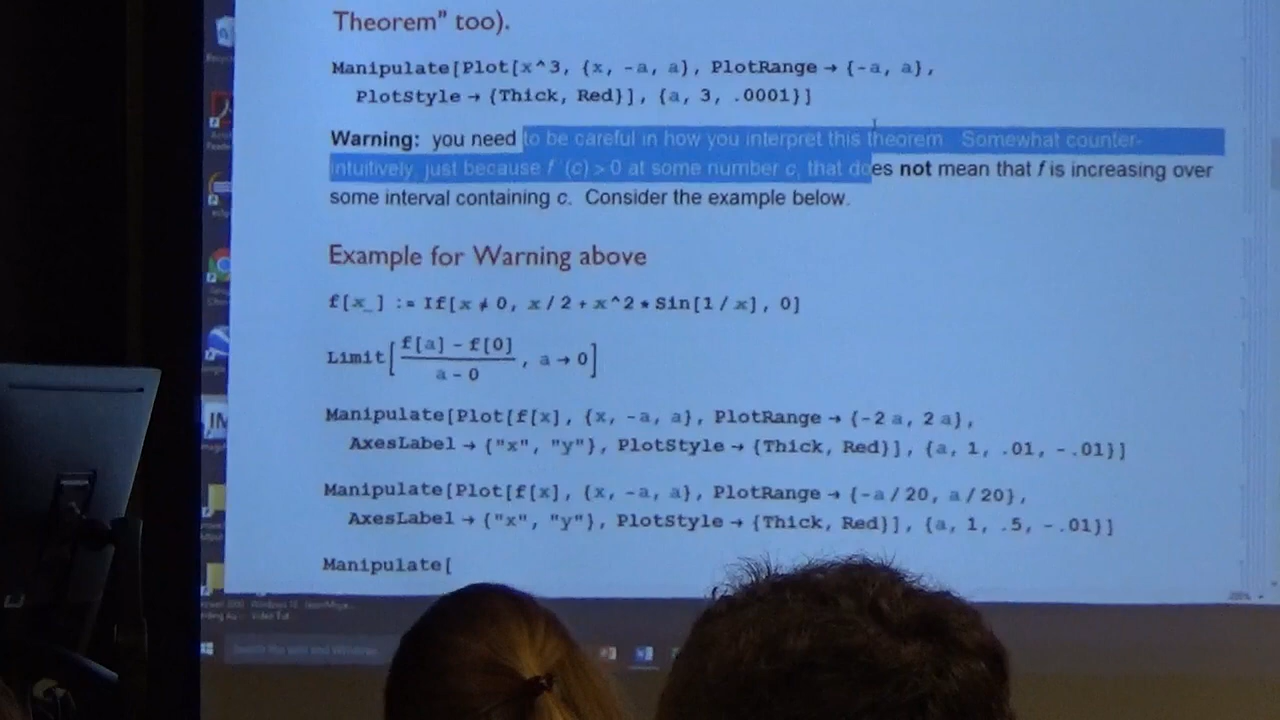 Theorem" too).
Manipulate[Plot[x^3, {x, -a, a}, PlotRange → {-a, a},
PlotStyle → {Thick, Red}], {a, 3, .0001}]
Warning: you need to be careful in how you interpret this theorem. Somewhat counter-
intuitively, just because f '(c) > 0 at some number c, that does not mean that f is increasing over
some interval containing c. Consider the example below.
Example for Warning above
f[x_] := If[x ≠ 0, x/2 + x^2 * Sin[1/x], 0]
Limit[(f[a] - f[0])/(a - 0), a → 0]
Manipulate[Plot[f[x], {x, -a, a}, PlotRange → {-2 a, 2 a},
AxesLabel → {"x", "y"}, PlotStyle → {Thick, Red}], {a, 1, .01, -.01}]
Manipulate[Plot[f[x], {x, -a, a}, PlotRange → {-a/20, a/20},
AxesLabel → {"x", "y"}, PlotStyle → {Thick, Red}], {a, 1, .5, -.01}]
Manipulate[